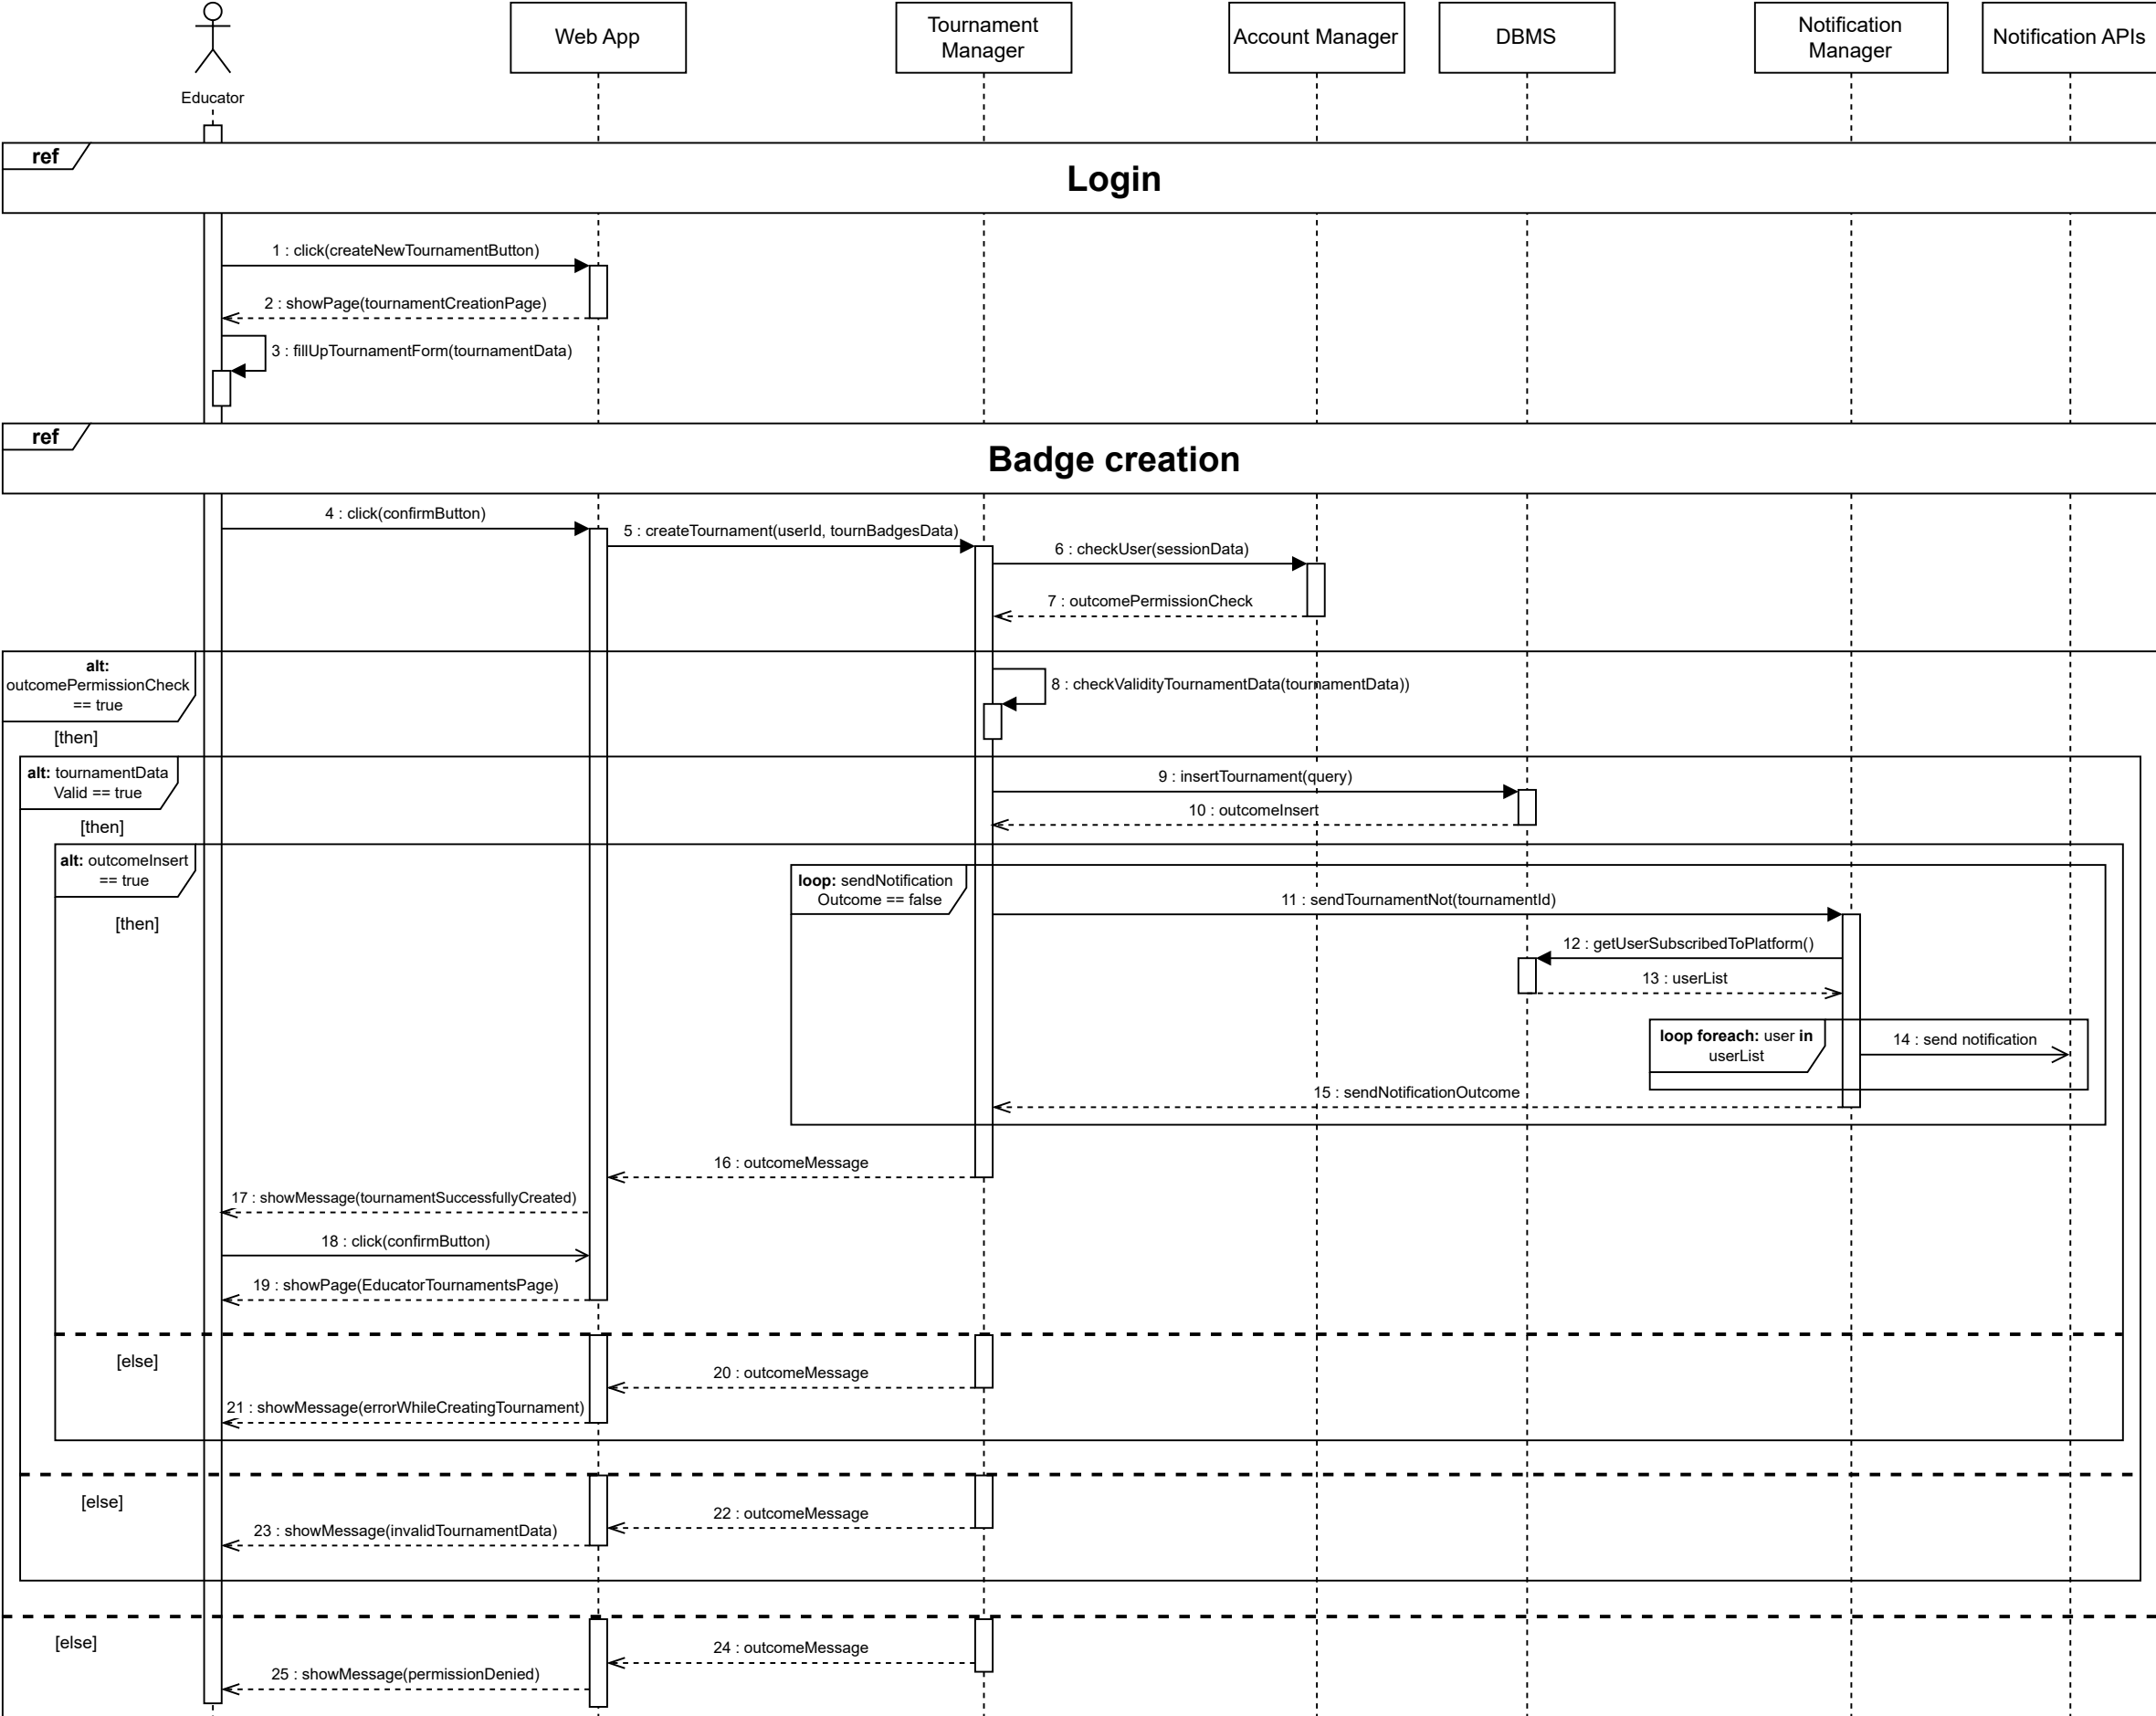 Educator
Web App
Tournament
Manager
Account Manager
DBMS
Notification
Manager
Notification APIs
ref
Login
1 : click(createNewTournamentButton)
2 : showPage(tournamentCreationPage)
3 : fillUpTournamentForm(tournamentData)
ref
Badge creation
4 : click(confirmButton)
5 : createTournament(userId, tournBadgesData)
6 : checkUser(sessionData)
7 : outcomePermissionCheck
alt:
outcomePermissionCheck
== true
[then]
8 : checkValidityTournamentData(tournamentData))
alt: tournamentData
Valid == true
[then]
9 : insertTournament(query)
10 : outcomeInsert
alt: outcomeInsert
== true
[then]
loop: sendNotification
Outcome == false
11 : sendTournamentNot(tournamentId)
12 : getUserSubscribedToPlatform()
13 : userList
loop foreach: user in
userList
14 : send notification
15 : sendNotificationOutcome
16 : outcomeMessage
17 : showMessage(tournamentSuccessfullyCreated)
18 : click(confirmButton)
19 : showPage(EducatorTournamentsPage)
[else]
20 : outcomeMessage
21 : showMessage(errorWhileCreatingTournament)
[else]
22 : outcomeMessage
23 : showMessage(invalidTournamentData)
[else]
24 : outcomeMessage
25 : showMessage(permissionDenied)